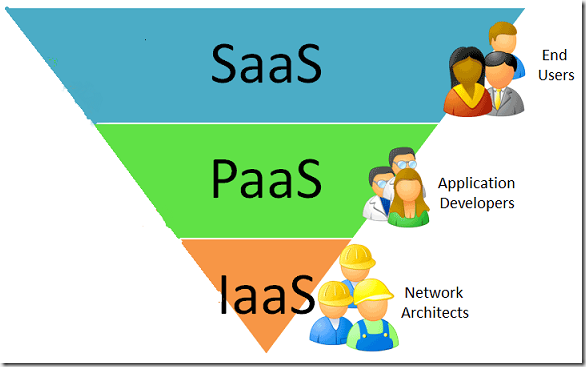 SaaS
End
Users
PaaS
Application
Developers
IaaS
Network
Architects